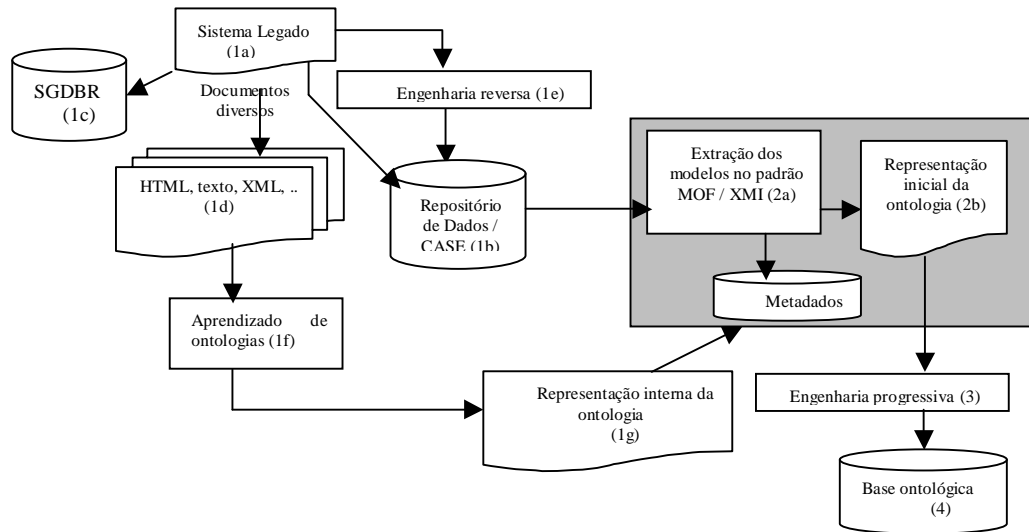 Sistema Legado
(1a)
SGDBR
(1c)
Documentos
diversos
Engenharia reversa (1e)
HTML, texto, XML, ..
(1d)
Repositório
de Dados /
CASE (1b)
Extração dos
modelos no padrão
MOF / XMI (2a)
Representação
inicial da
ontologia (2b)
Metadados
Aprendizado de
ontologias (1f)
Representação interna da
ontologia
(1g)
Engenharia progressiva (3)
Base ontológica
(4)